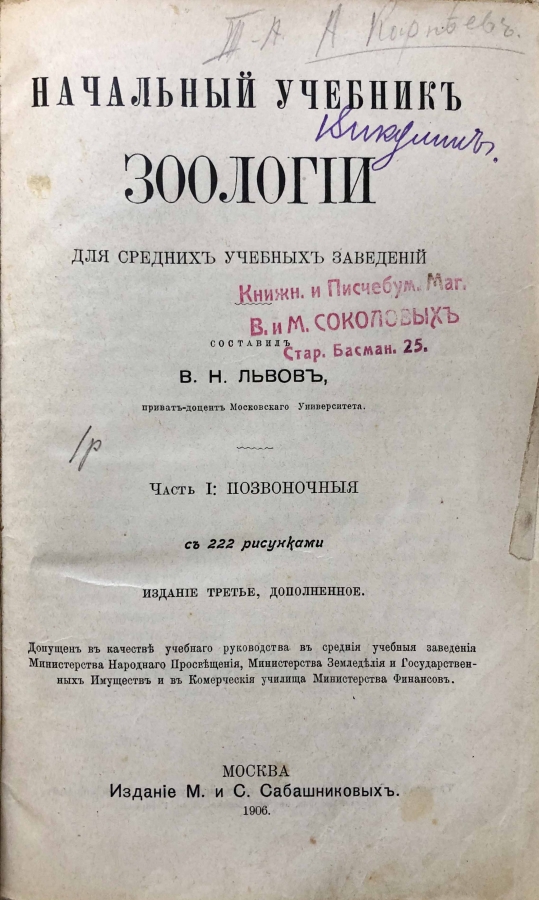 III-А. А Кирѣевъ.
НАЧАЛЬНЫЙ УЧЕБНИКЪ
ЗООЛОГІИ
ДЛЯ СРЕДНИХЪ УЧЕБНЫХЪ ЗАВЕДЕНІЙ
Книжн. и Писчебум. Маг.
В. и М. СОКОЛОВЫХЪ
Стар. Басман. 25.
СОСТАВИЛЪ
В. Н. ЛЬВОВЪ,
приватъ-доцентъ Московскаго Университета.
/р
Часть I: ПОЗВОНОЧНЫЯ
съ 222 рисунками
ИЗДАНІЕ ТРЕТЬЕ, ДОПОЛНЕННОЕ.
Допущен въ качествѣ учебнаго руководства въ среднія учебныя заведенія
Министерства Народнаго Просвѣщенія, Министерства Земледѣлія и Государствен-
ныхъ Имуществъ и въ Комерческія училища Министерства Финансовъ.
МОСКВА
Изданіе М. и С. Сабашниковыхъ.
1906.